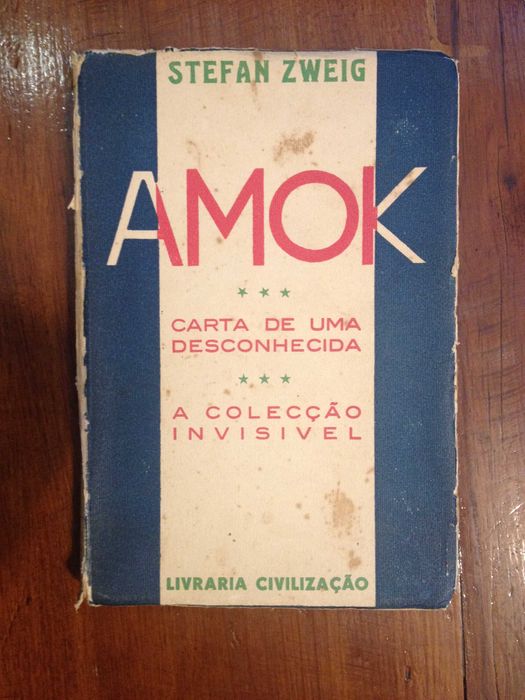 STEFAN ZWEIG
AMOK
CARTA DE UMA
DESCONHECIDA
A COLECÇÃO
INVISIVEL
LIVRARIA CIVILIZAÇÃO